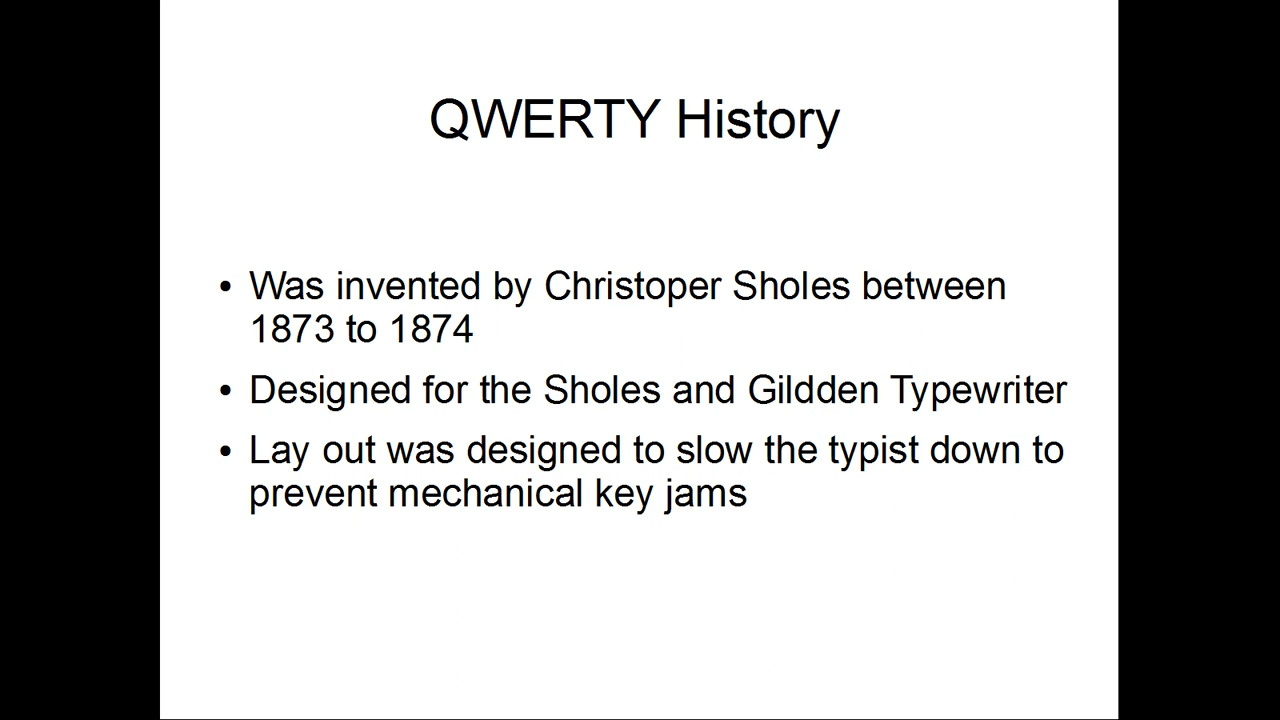 QWERTY History
• Was invented by Christoper Sholes between
1873 to 1874
• Designed for the Sholes and Gildden Typewriter
• Lay out was designed to slow the typist down to
prevent mechanical key jams